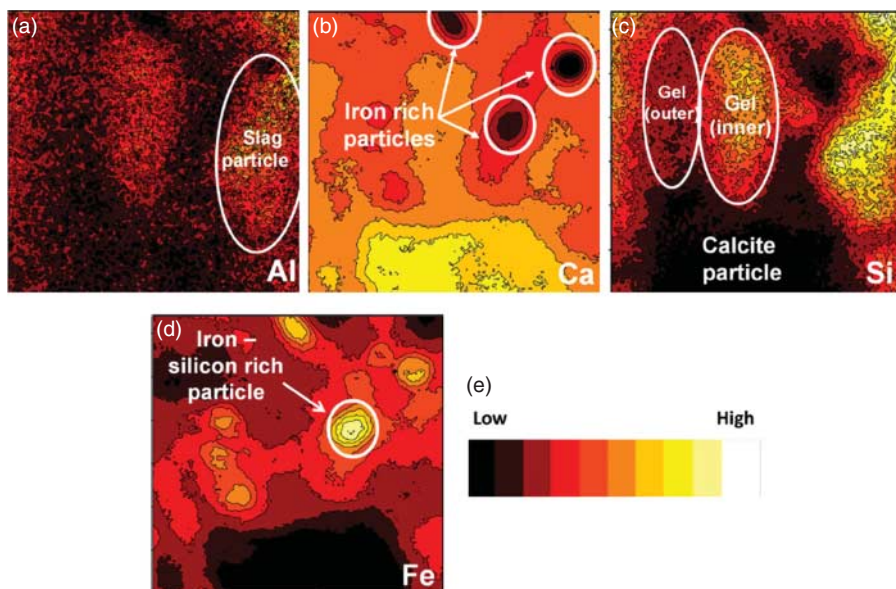 (a)
Slag
particle
Al
(b)
Iron rich
particles
Ca
(c)
Gel
(outer)
Gel
(inner)
Calcite
particle
Si
(d)
Iron –
silicon rich
particle
Fe
(e)
Low High